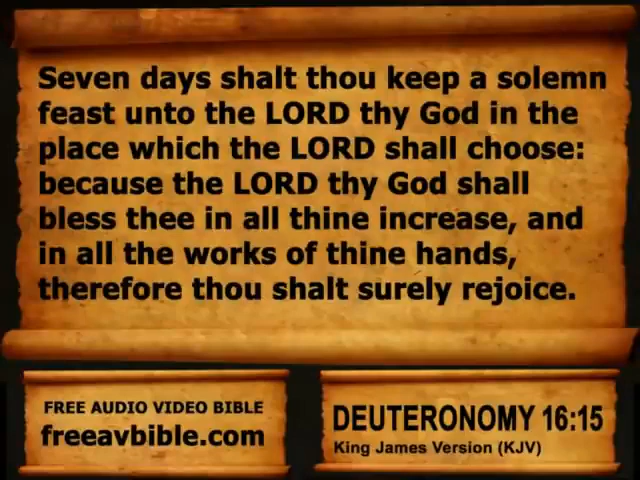 Seven days shalt thou keep a solemn
feast unto the LORD thy God in the
place which the LORD shall choose:
because the LORD thy God shall
bless thee in all thine increase, and
in all the works of thine hands,
therefore thou shalt surely rejoice.
FREE AUDIO VIDEO BIBLE
freeavbible.com
DEUTERONOMY 16:15
King James Version (KJV)